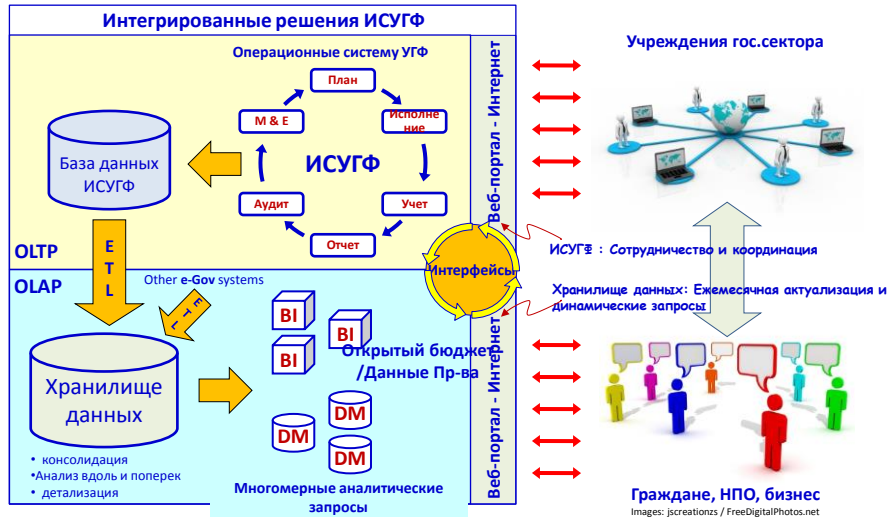 Интегрированные решения ИСУГФ
Операционные систему УГФ
План
Исполне
ние
Учет
Отчет
Аудит
M & E
ИСУГФ
База данных
ИСУГФ
OLTP
ETL
OLAP
Other e-Gov systems
ETL
Хранилище
данных
BI
BI
BI
Открытый бюджет
/Данные Пр-ва
DM
DM
DM
• консолидация
•Анализ вдоль и поперек
• детализация
Многомерные аналитические
запросы
Веб-портал - Интернет
Интерфейсы
Веб-портал - Интернет
Учреждения гос.сектора
ИСУГФ : Сотрудничество и координация
Хранилище данных: Ежемесячная актуализация и
динамические запросы
Граждане, НПО, бизнес
Images: jscreationzs / FreeDigitalPhotos.net